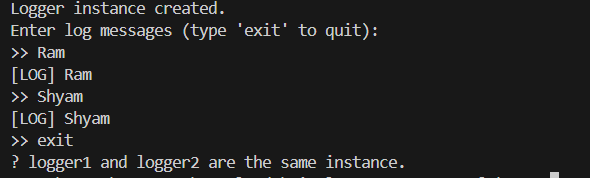 Logger instance created.
Enter log messages (type 'exit' to quit):
>> Ram
[LOG] Ram
>> Shyam
[LOG] Shyam
>> exit
? logger1 and logger2 are the same instance.